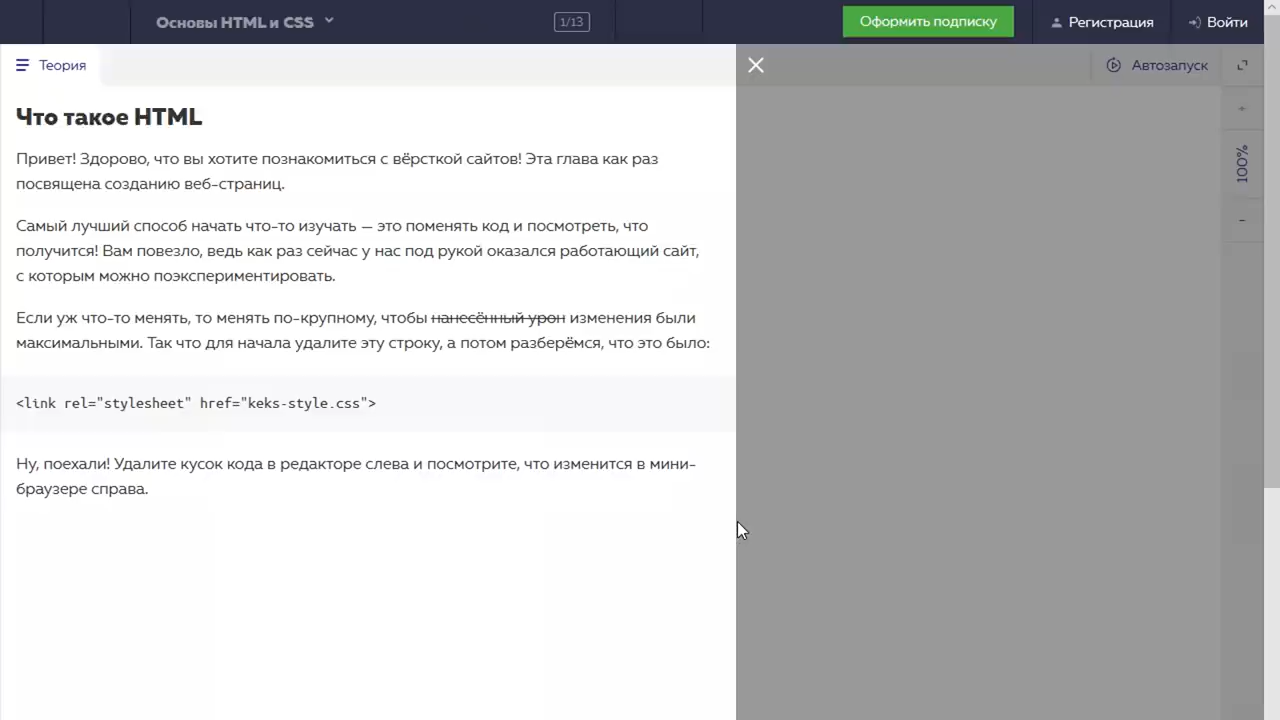 Основы HTML и CSS
1/13
Оформить подписку
Регистрация
Войти
Теория
Автозапуск
Что такое HTML
Привет! Здорово, что вы хотите познакомиться с вёрсткой сайтов! Эта глава как раз
посвящена созданию веб-страниц.
Самый лучший способ начать что-то изучать — это поменять код и посмотреть, что
получится! Вам повезло, ведь как раз сейчас у нас под рукой оказался работающий сайт,
с которым можно поэкспериментировать.
Если уж что-то менять, то менять по-крупному, чтобы нанесённый урон изменения были
максимальными. Так что для начала удалите эту строку, а потом разберёмся, что это было:
<link rel="stylesheet" href="keks-style.css">
Ну, поехали! Удалите кусок кода в редакторе слева и посмотрите, что изменится в мини-
браузере справа.
+
100%
-